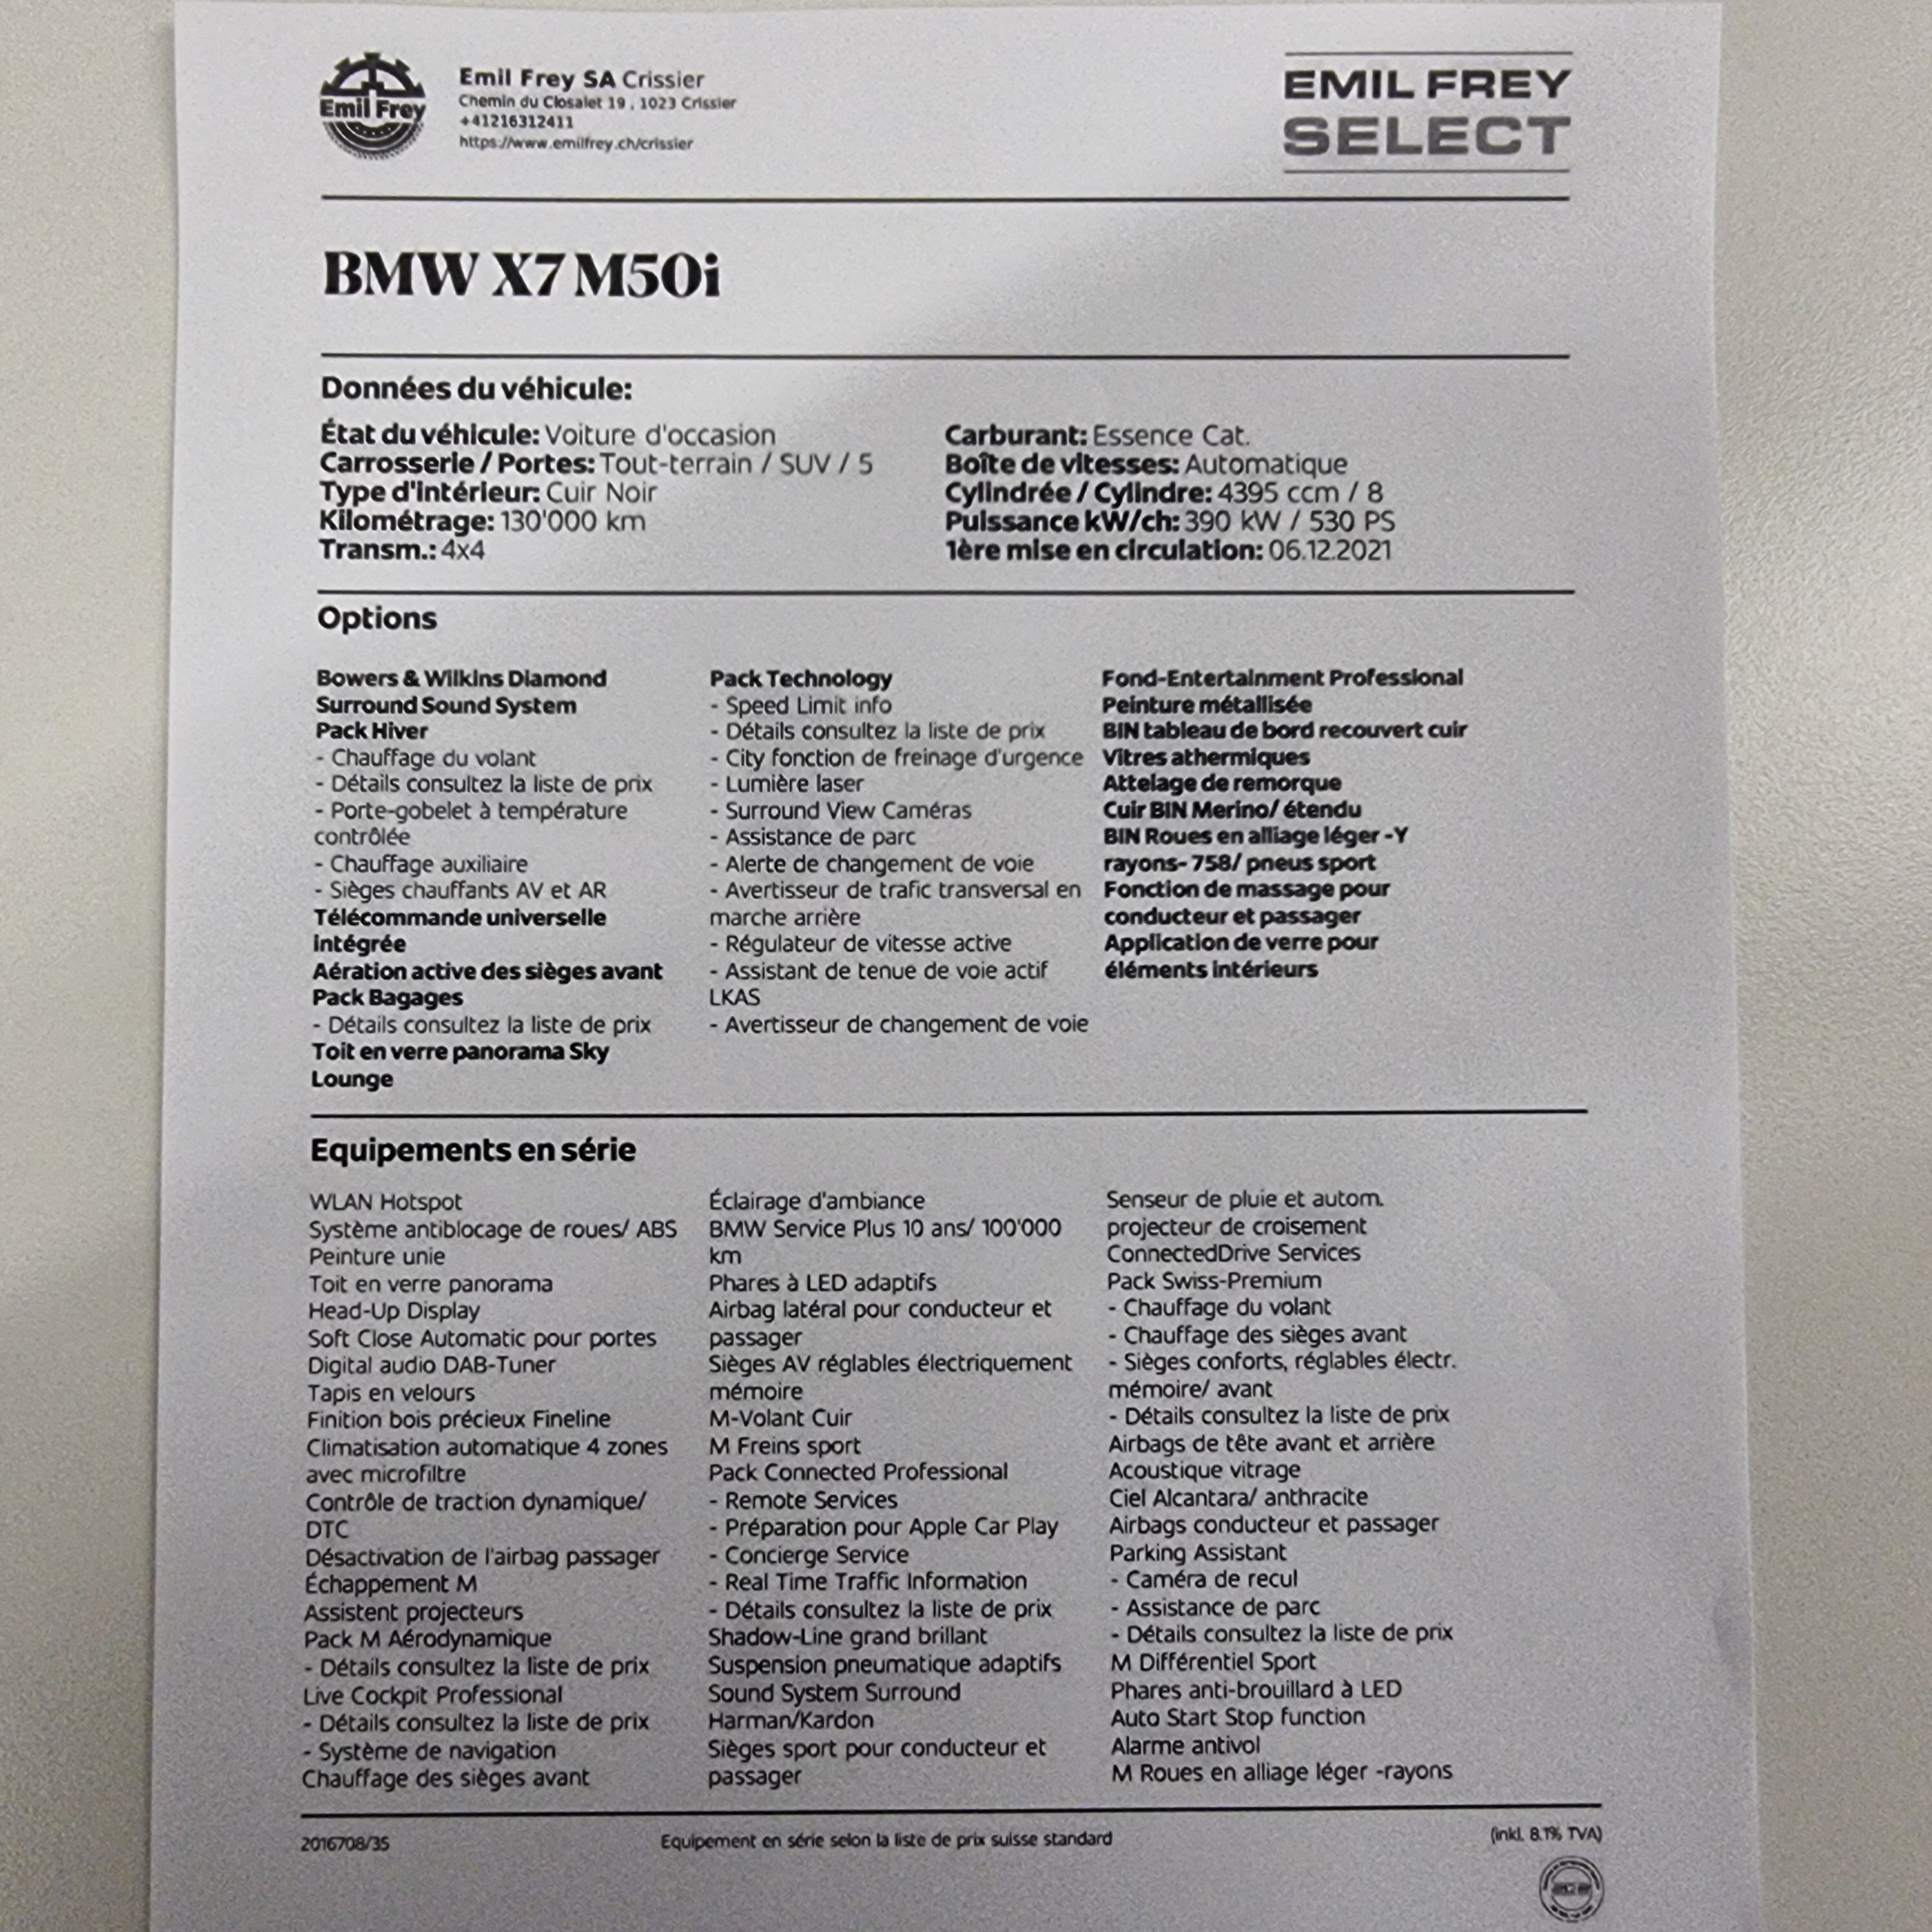 Emil Frey
Emil Frey SA Crissier
Chemin du Closalet 19 , 1023 Crissier
+41216312411
https://www.emilfrey.ch/crissier
EMIL FREY
SELECT
BMW X7 M50i
Données du véhicule:
État du véhicule: Voiture d'occasion
Carrosserie / Portes: Tout-terrain / SUV / 5
Type d'intérieur: Cuir Noir
Kilométrage: 130'000 km
Transm.: 4x4
Carburant: Essence Cat.
Boîte de vitesses: Automatique
Cylindrée / Cylindre: 4395 ccm / 8
Puissance kW/ch: 390 kW / 530 PS
1ère mise en circulation: 06.12.2021
Options
Bowers & Wilkins Diamond
Surround Sound System
Pack Hiver
- Chauffage du volant
- Détails consultez la liste de prix
- Porte-gobelet à température
contrôlée
- Chauffage auxiliaire
- Sièges chauffants AV et AR
Télécommande universelle
intégrée
Aération active des sièges avant
Pack Bagages
- Détails consultez la liste de prix
Toit en verre panorama Sky
Lounge
Pack Technology
- Speed Limit info
- Détails consultez la liste de prix
- City fonction de freinage d'urgence
- Lumière laser
- Surround View Caméras
- Assistance de parc
- Alerte de changement de voie
- Avertisseur de trafic transversal en
marche arrière
- Régulateur de vitesse active
- Assistant de tenue de voie actif
LKAS
- Avertisseur de changement de voie
Fond-Entertainment Professional
Peinture métallisée
BIN tableau de bord recouvert cuir
Vitres athermiques
Attelage de remorque
Cuir BIN Merino/ étendu
BIN Roues en alliage léger -Y
rayons- 758/ pneus sport
Fonction de massage pour
conducteur et passager
Application de verre pour
éléments intérieurs
Equipements en série
WLAN Hotspot
Système antiblocage de roues/ ABS
Peinture unie
Toit en verre panorama
Head-Up Display
Soft Close Automatic pour portes
Digital audio DAB-Tuner
Tapis en velours
Finition bois précieux Fineline
Climatisation automatique 4 zones
avec microfiltre
Contrôle de traction dynamique/
DTC
Désactivation de l'airbag passager
Échappement M
Assistent projecteurs
Pack M Aérodynamique
- Détails consultez la liste de prix
Live Cockpit Professional
- Détails consultez la liste de prix
- Système de navigation
Chauffage des sièges avant
Éclairage d'ambiance
BMW Service Plus 10 ans/ 100'000
km
Phares à LED adaptifs
Airbag latéral pour conducteur et
passager
Sièges AV réglables électriquement
mémoire
M-Volant Cuir
M Freins sport
Pack Connected Professional
- Remote Services
- Préparation pour Apple Car Play
- Concierge Service
- Real Time Traffic Information
- Détails consultez la liste de prix
Shadow-Line grand brillant
Suspension pneumatique adaptifs
Sound System Surround
Harman/Kardon
Sièges sport pour conducteur et
passager
Senseur de pluie et autom.
projecteur de croisement
ConnectedDrive Services
Pack Swiss-Premium
- Chauffage du volant
- Chauffage des sièges avant
- Sièges conforts, réglables électr.
mémoire/ avant
- Détails consultez la liste de prix
Airbags de tête avant et arrière
Acoustique vitrage
Ciel Alcantara/ anthracite
Airbags conducteur et passager
Parking Assistant
- Caméra de recul
- Assistance de parc
- Détails consultez la liste de prix
M Différentiel Sport
Phares anti-brouillard à LED
Auto Start Stop function
Alarme antivol
M Roues en alliage léger -rayons
2016708/35
Equipement en série selon la liste de prix suisse standard
(inkl. 8.1% TVA)